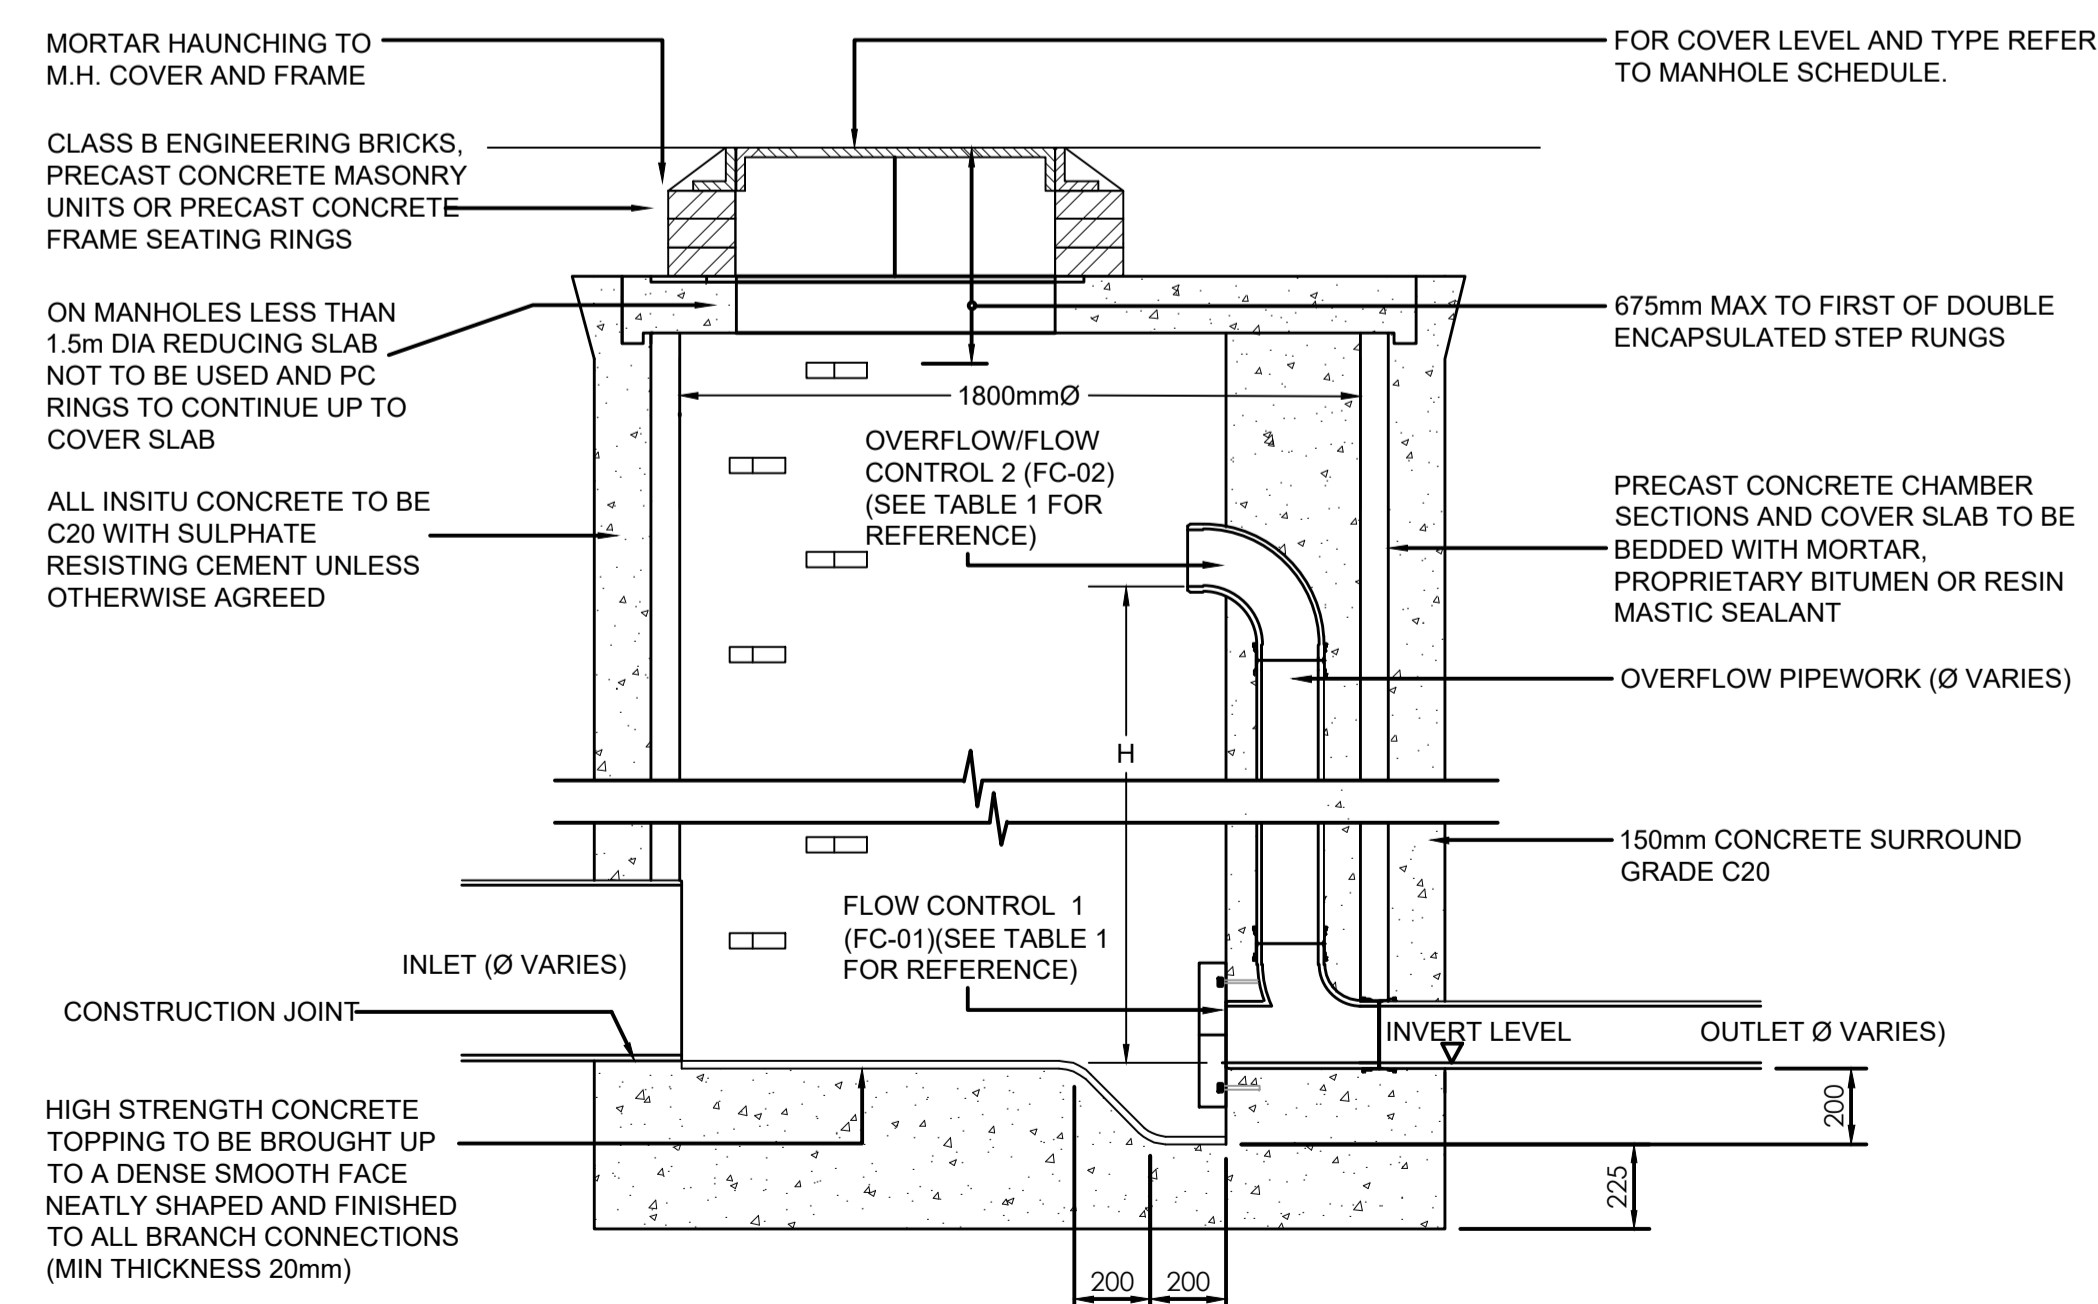 MORTAR HAUNCHING TO
M.H. COVER AND FRAME
CLASS B ENGINEERING BRICKS,
PRECAST CONCRETE MASONRY
UNITS OR PRECAST CONCRETE
FRAME SEATING RINGS
ON MANHOLES LESS THAN
1.5m DIA REDUCING SLAB
NOT TO BE USED AND PC
RINGS TO CONTINUE UP TO
COVER SLAB
ALL INSITU CONCRETE TO BE
C20 WITH SULPHATE
RESISTING CEMENT UNLESS
OTHERWISE AGREED
INLET (Ø VARIES)
CONSTRUCTION JOINT
HIGH STRENGTH CONCRETE
TOPPING TO BE BROUGHT UP
TO A DENSE SMOOTH FACE
NEATLY SHAPED AND FINISHED
TO ALL BRANCH CONNECTIONS
(MIN THICKNESS 20mm)
1800mmØ
OVERFLOW/FLOW
CONTROL 2 (FC-02)
(SEE TABLE 1 FOR
REFERENCE)
H
FLOW CONTROL 1
(FC-01)(SEE TABLE 1
FOR REFERENCE)
FOR COVER LEVEL AND TYPE REFER
TO MANHOLE SCHEDULE.
675mm MAX TO FIRST OF DOUBLE
ENCAPSULATED STEP RUNGS
PRECAST CONCRETE CHAMBER
SECTIONS AND COVER SLAB TO BE
BEDDED WITH MORTAR,
PROPRIETARY BITUMEN OR RESIN
MASTIC SEALANT
OVERFLOW PIPEWORK (Ø VARIES)
150mm CONCRETE SURROUND
GRADE C20
INVERT LEVEL
OUTLET Ø VARIES)
200
225
200
200